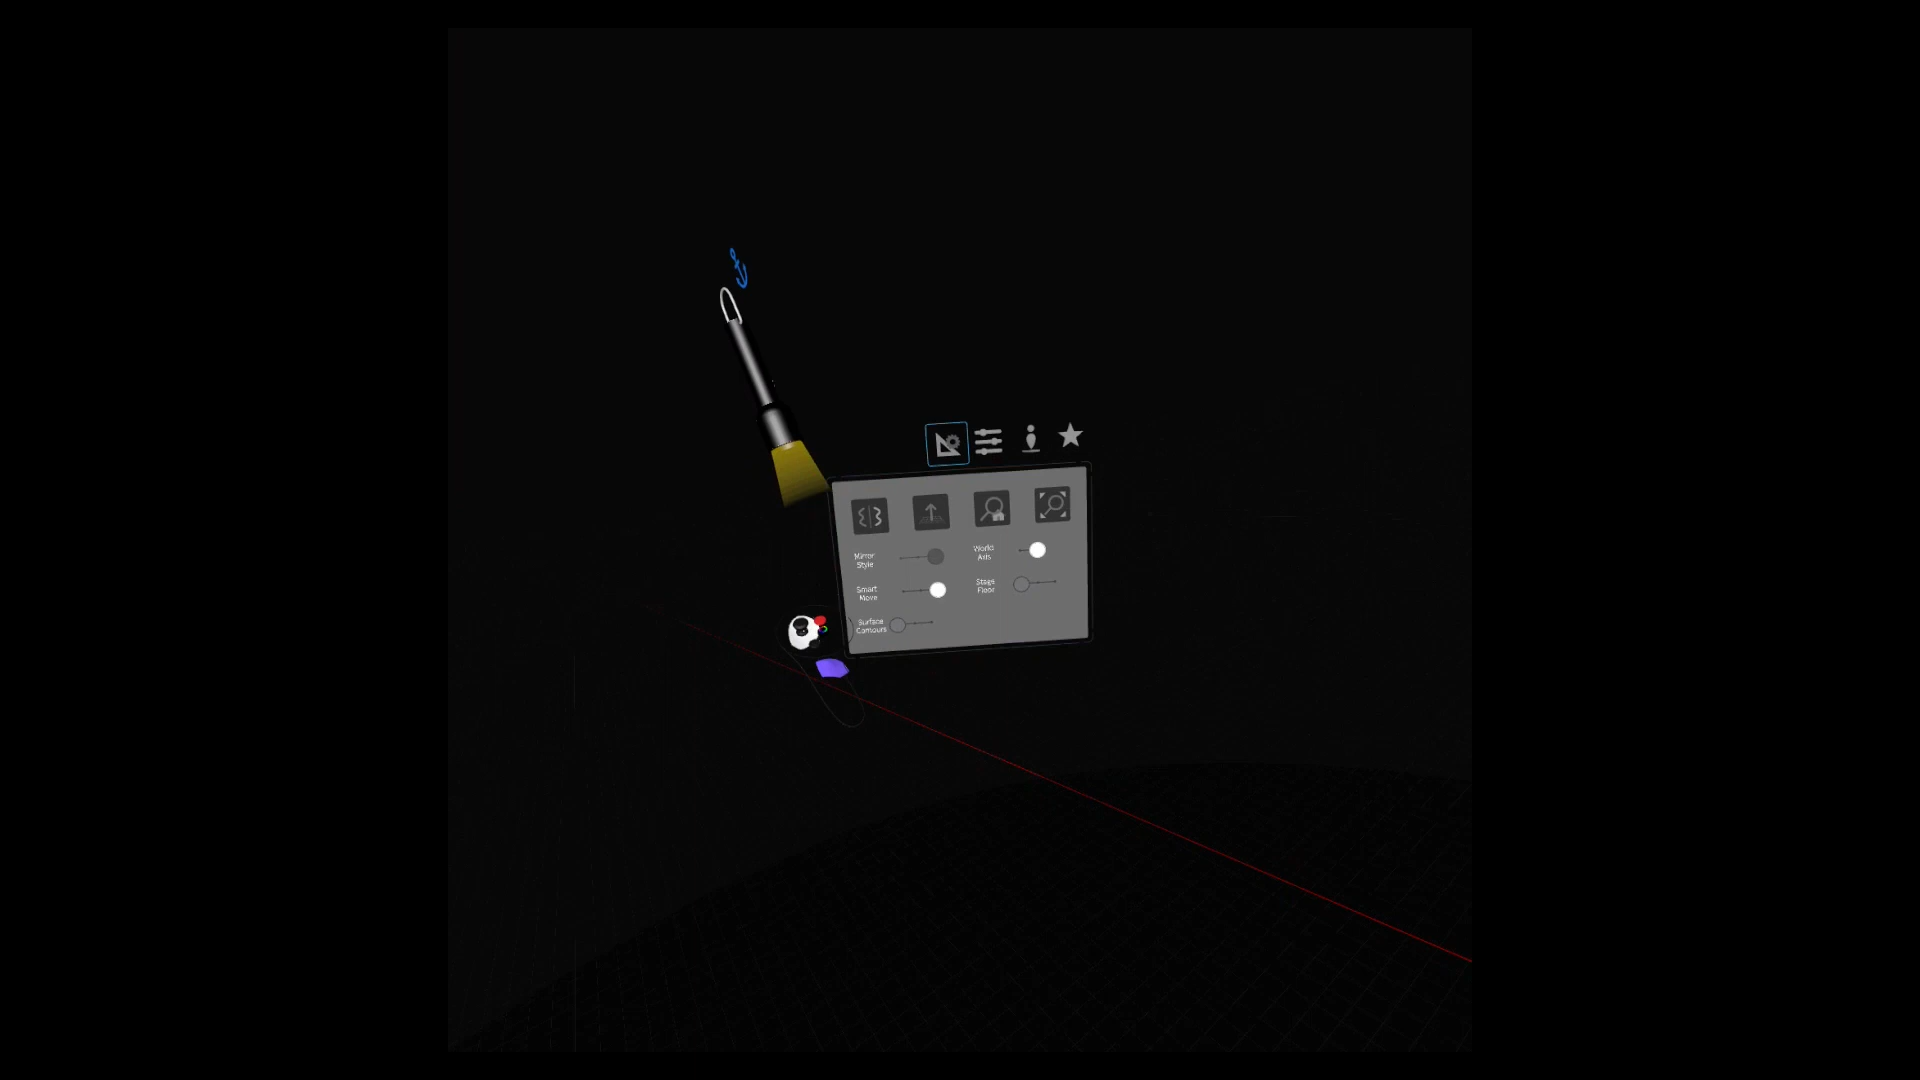 Mirror
Style
World
Axis
Smart
Move
Stage
Floor
Surface
Contours